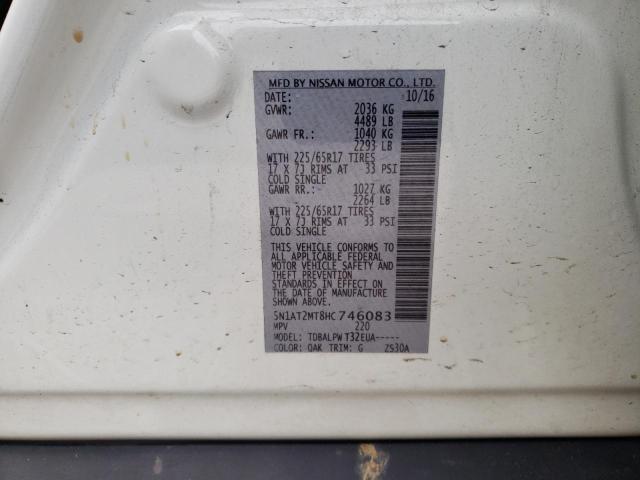 MFD BY NISSAN MOTOR CO., LTD.
DATE: 10/16
GVWR: 2036 KG
4489 LB
GAWR FR.: 1040 KG
2293 LB
WITH 225/65R17 TIRES
17 X 7J RIMS AT 33 PSI
COLD SINGLE
GAWR RR.: 1027 KG
2264 LB
WITH 225/65R17 TIRES
17 X 7J RIMS AT 33 PSI
COLD SINGLE
THIS VEHICLE CONFORMS TO
ALL APPLICABLE FEDERAL
MOTOR VEHICLE SAFETY AND
THEFT PREVENTION
STANDARDS IN EFFECT ON
THE DATE OF MANUFACTURE
SHOWN ABOVE.
5N1AT2MT8HC746083
MPV 220
MODEL: TDBALPW T32EUA-----
COLOR: QAK TRIM: G ZS30A